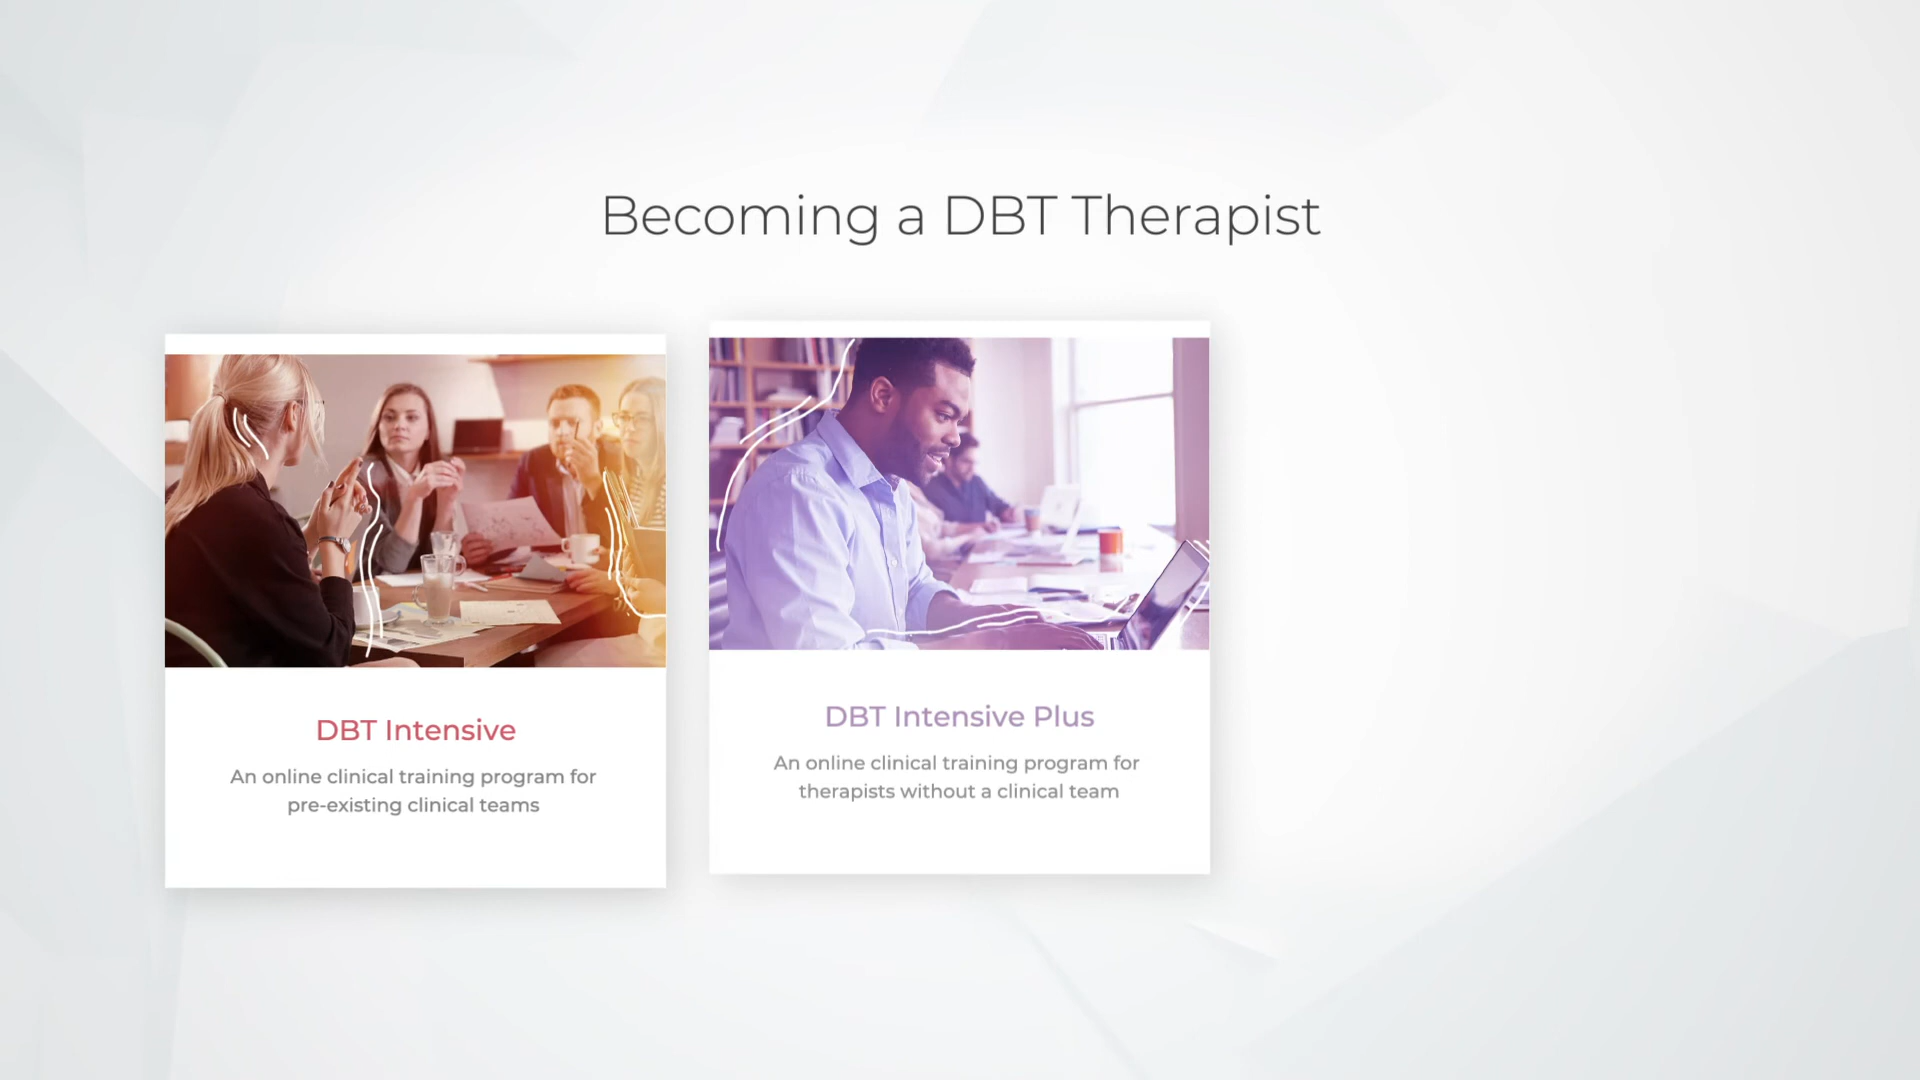 Becoming a DBT Therapist
DBT Intensive
An online clinical training program for
pre-existing clinical teams
DBT Intensive Plus
An online clinical training program for
therapists without a clinical team